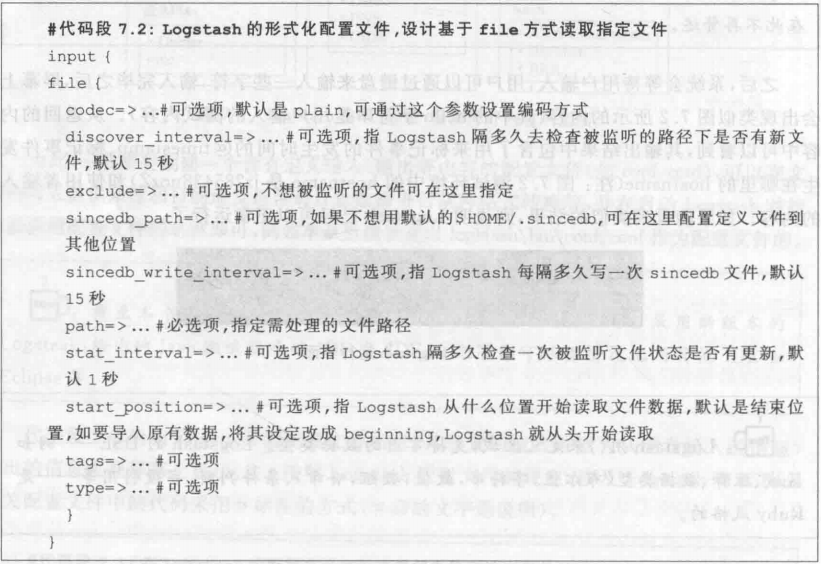 在此不再赘述。
#代码段 7.2: Logstash 的形式化配置文件,设计基于 file 方式读取指定文件
input {
file {
codec=>...#可选项,默认是 plain,可通过这个参数设置编码方式
discover_interval=>...#可选项,指 Logstash 隔多久去检查被监听的路径下是否有新文
件,默认 15 秒
exclude=>...#可选项,不想被监听的文件可在这里指定
sincedb_path=>...#可选项,如果不想用默认的$HOME/.sincedb,可在这里配置定义文件到
其他位置
sincedb_write_interval=>...#可选项,指 Logstash 每隔多久写一次 sincedb 文件,默认
15 秒
path=>...#必选项,指定需处理的文件路径
stat_interval=>...#可选项,指 Logstash 隔多久检查一次被监听文件状态是否有更新,默
认 1 秒
start_position=>...#可选项,指 Logstash 从什么位置开始读取文件数据,默认是结束位
置,如要导入原有数据,将其设定改成 beginning,Logstash 就从头开始读取
tags=>...#可选项
type=>...#可选项
}
}